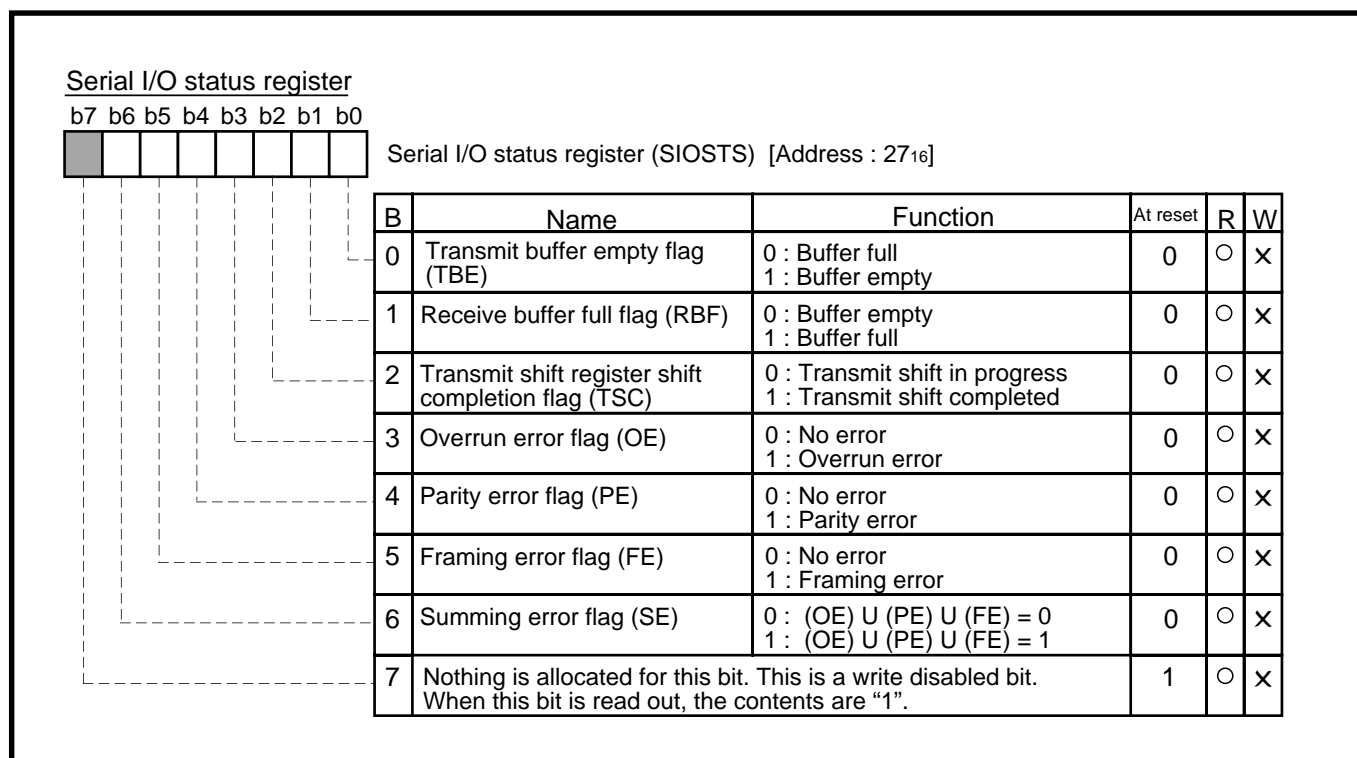 Serial I/O status register
b7 b6 b5 b4 b3 b2 b1 b0
Serial I/O status register (SIOSTS) [Address : 27₁₆]
B Name Function At reset R W
0 Transmit buffer empty flag (TBE) 0 : Buffer full 0 ○ ×
1 : Buffer empty
1 Receive buffer full flag (RBF) 0 : Buffer empty 0 ○ ×
1 : Buffer full
2 Transmit shift register shift completion flag (TSC) 0 : Transmit shift in progress 0 ○ ×
1 : Transmit shift completed
3 Overrun error flag (OE) 0 : No error 0 ○ ×
1 : Overrun error
4 Parity error flag (PE) 0 : No error 0 ○ ×
1 : Parity error
5 Framing error flag (FE) 0 : No error 0 ○ ×
1 : Framing error
6 Summing error flag (SE) 0 : (OE) U (PE) U (FE) = 0 0 ○ ×
1 : (OE) U (PE) U (FE) = 1
7 Nothing is allocated for this bit. This is a write disabled bit. 1 ○ ×
When this bit is read out, the contents are “1”.